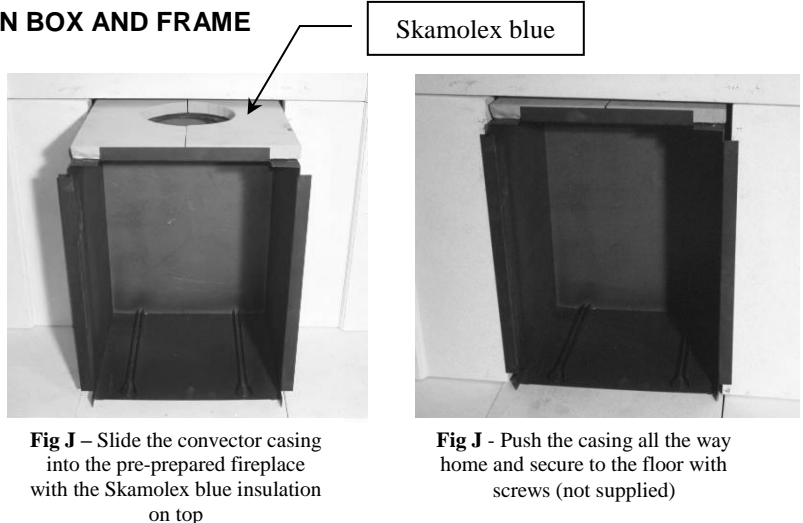 N BOX AND FRAME
Skamolex blue
Fig J – Slide the convector casing
into the pre-prepared fireplace
with the Skamolex blue insulation
on top
Fig J - Push the casing all the way
home and secure to the floor with
screws (not supplied)